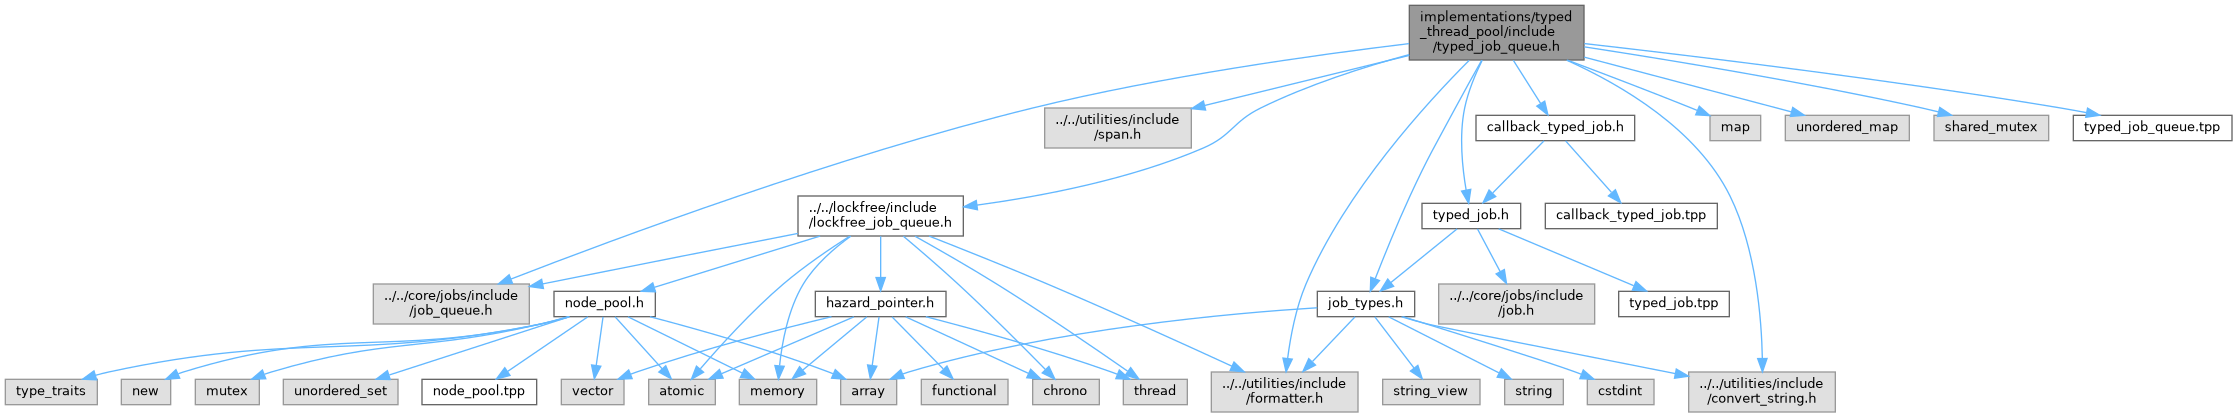 implementations/typed
_thread_pool/include
/typed_job_queue.h
../../utilities/include
/span.h
callback_typed_job.h
map
unordered_map
shared_mutex
typed_job_queue.tpp
../../lockfree/include
/lockfree_job_queue.h
typed_job.h
callback_typed_job.tpp
../../core/jobs/include
/job_queue.h
node_pool.h
hazard_pointer.h
job_types.h
../../core/jobs/include
/job.h
typed_job.tpp
type_traits
new
mutex
unordered_set
node_pool.tpp
vector
atomic
memory
array
functional
chrono
thread
../../utilities/include
/formatter.h
string_view
string
cstdint
../../utilities/include
/convert_string.h